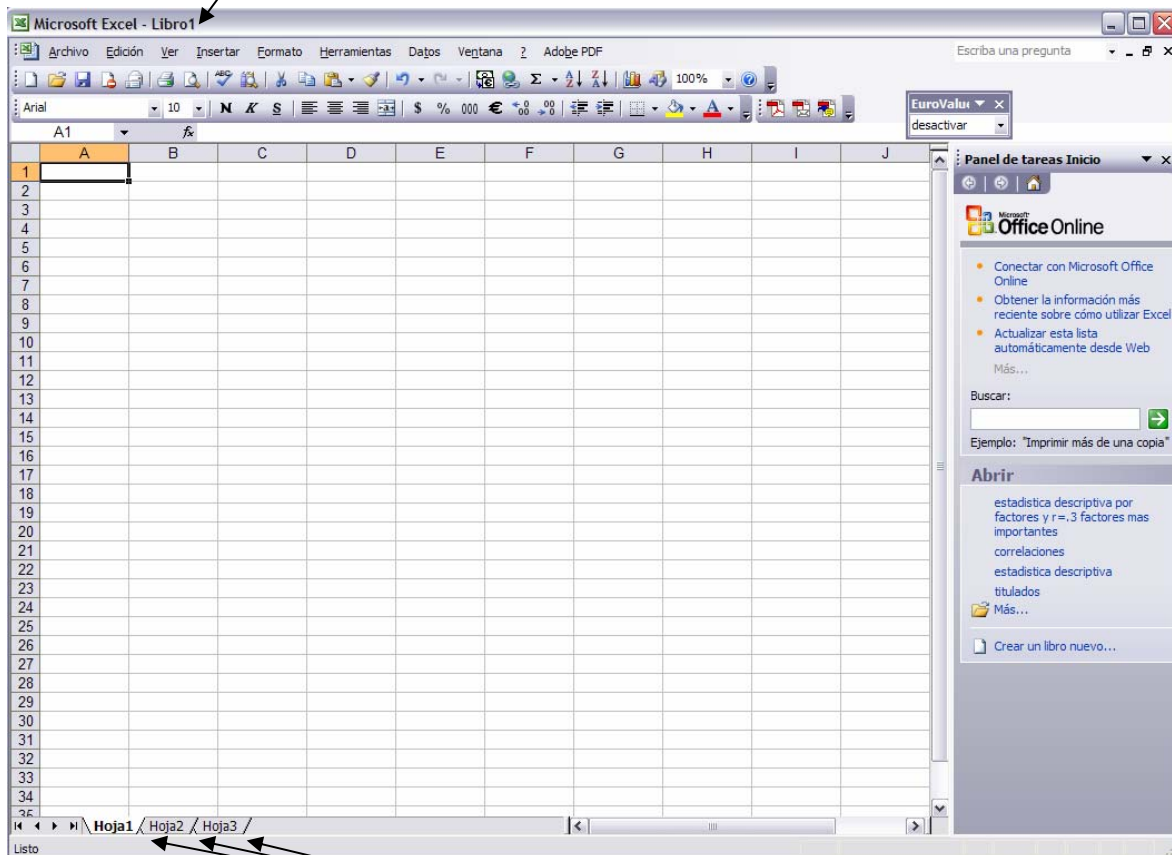 Microsoft Excel - Libro1
Archivo Edición Ver Insertar Formato Herramientas Datos Ventana ? Adobe PDF Escriba una pregunta
100%
Arial 10 N K S $ % 000 € EuroValue
desactivar
A1 fx
A B C D E F G H I J
1
2
3
4
5
6
7
8
9
10
11
12
13
14
15
16
17
18
19
20
21
22
23
24
25
26
27
28
29
30
31
32
33
34
35
Panel de tareas Inicio
Microsoft
Office Online
Conectar con Microsoft Office
Online
Obtener la información más
reciente sobre cómo utilizar Excel
Actualizar esta lista
automáticamente desde Web
Más...
Buscar:
Ejemplo: "Imprimir más de una copia"
Abrir
estadistica descriptiva por
factores y r=.3 factores mas
importantes
correlaciones
estadistica descriptiva
titulados
Más...
Crear un libro nuevo...
Hoja1 Hoja2 Hoja3
Listo